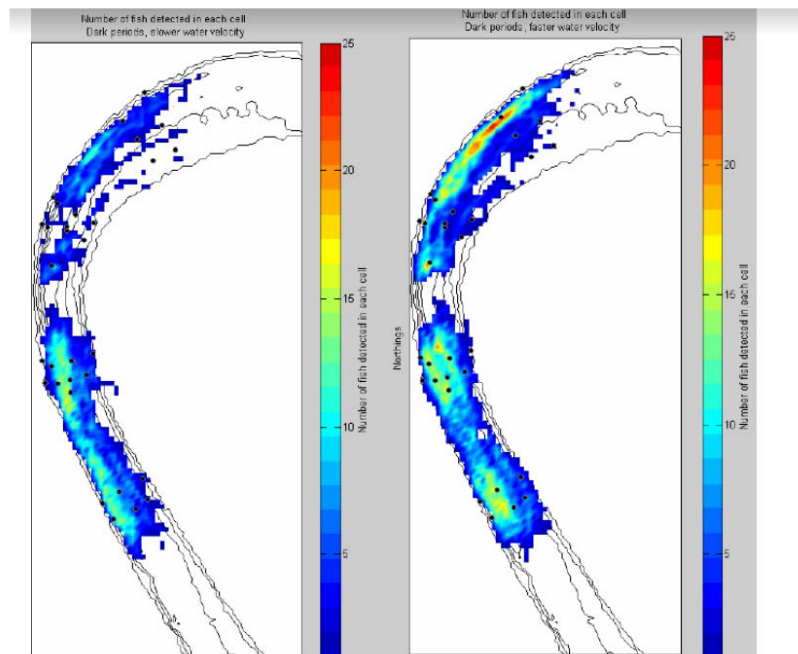 Number of fish detected in each cell
Dark periods, slower water velocity
25
20
15
10
5
Number of fish detected in each cell
Number of fish detected in each cell
Dark periods, faster water velocity
Northings
25
20
15
10
5
Number of fish detected in each cell